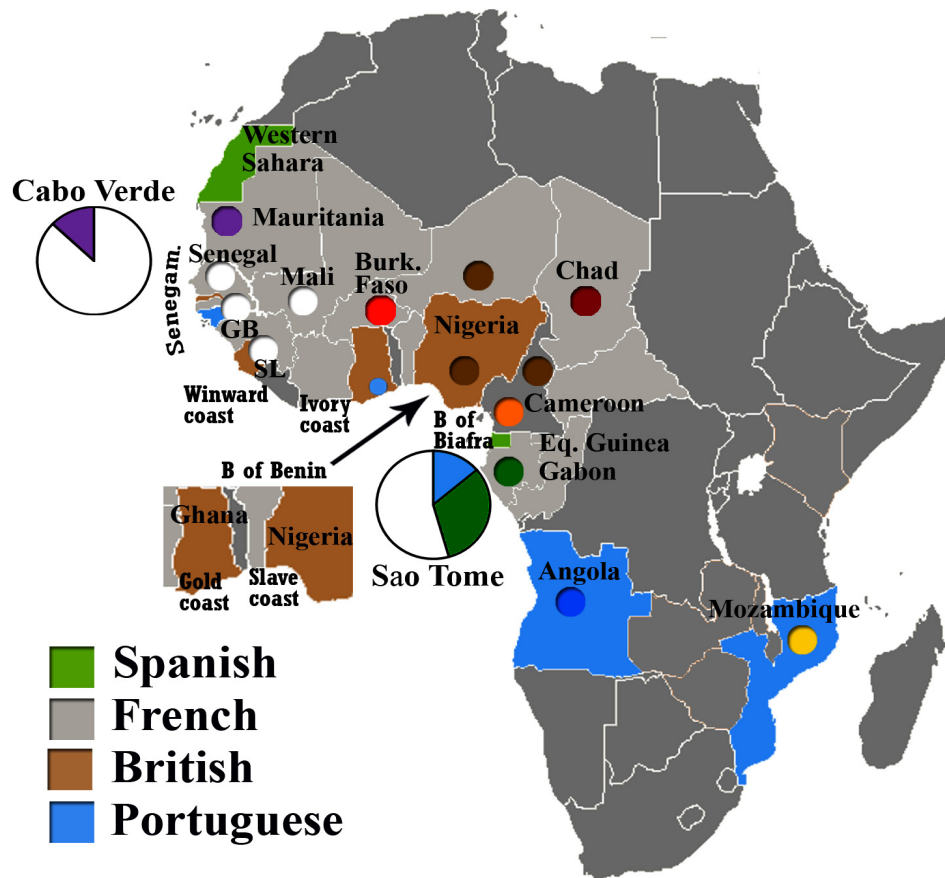 Western
Sahara
Cabo Verde
Mauritania
Senegal
Senegam.
Mali
Burk.
Faso
Chad
Nigeria
GB
SL
Winward
coast
Ivory
coast
Cameroon
B of
Biafra
Eq. Guinea
Gabon
B of Benin
Ghana
Nigeria
Gold
coast
Slave
coast
Sao Tome
Angola
Mozambique
Spanish
French
British
Portuguese